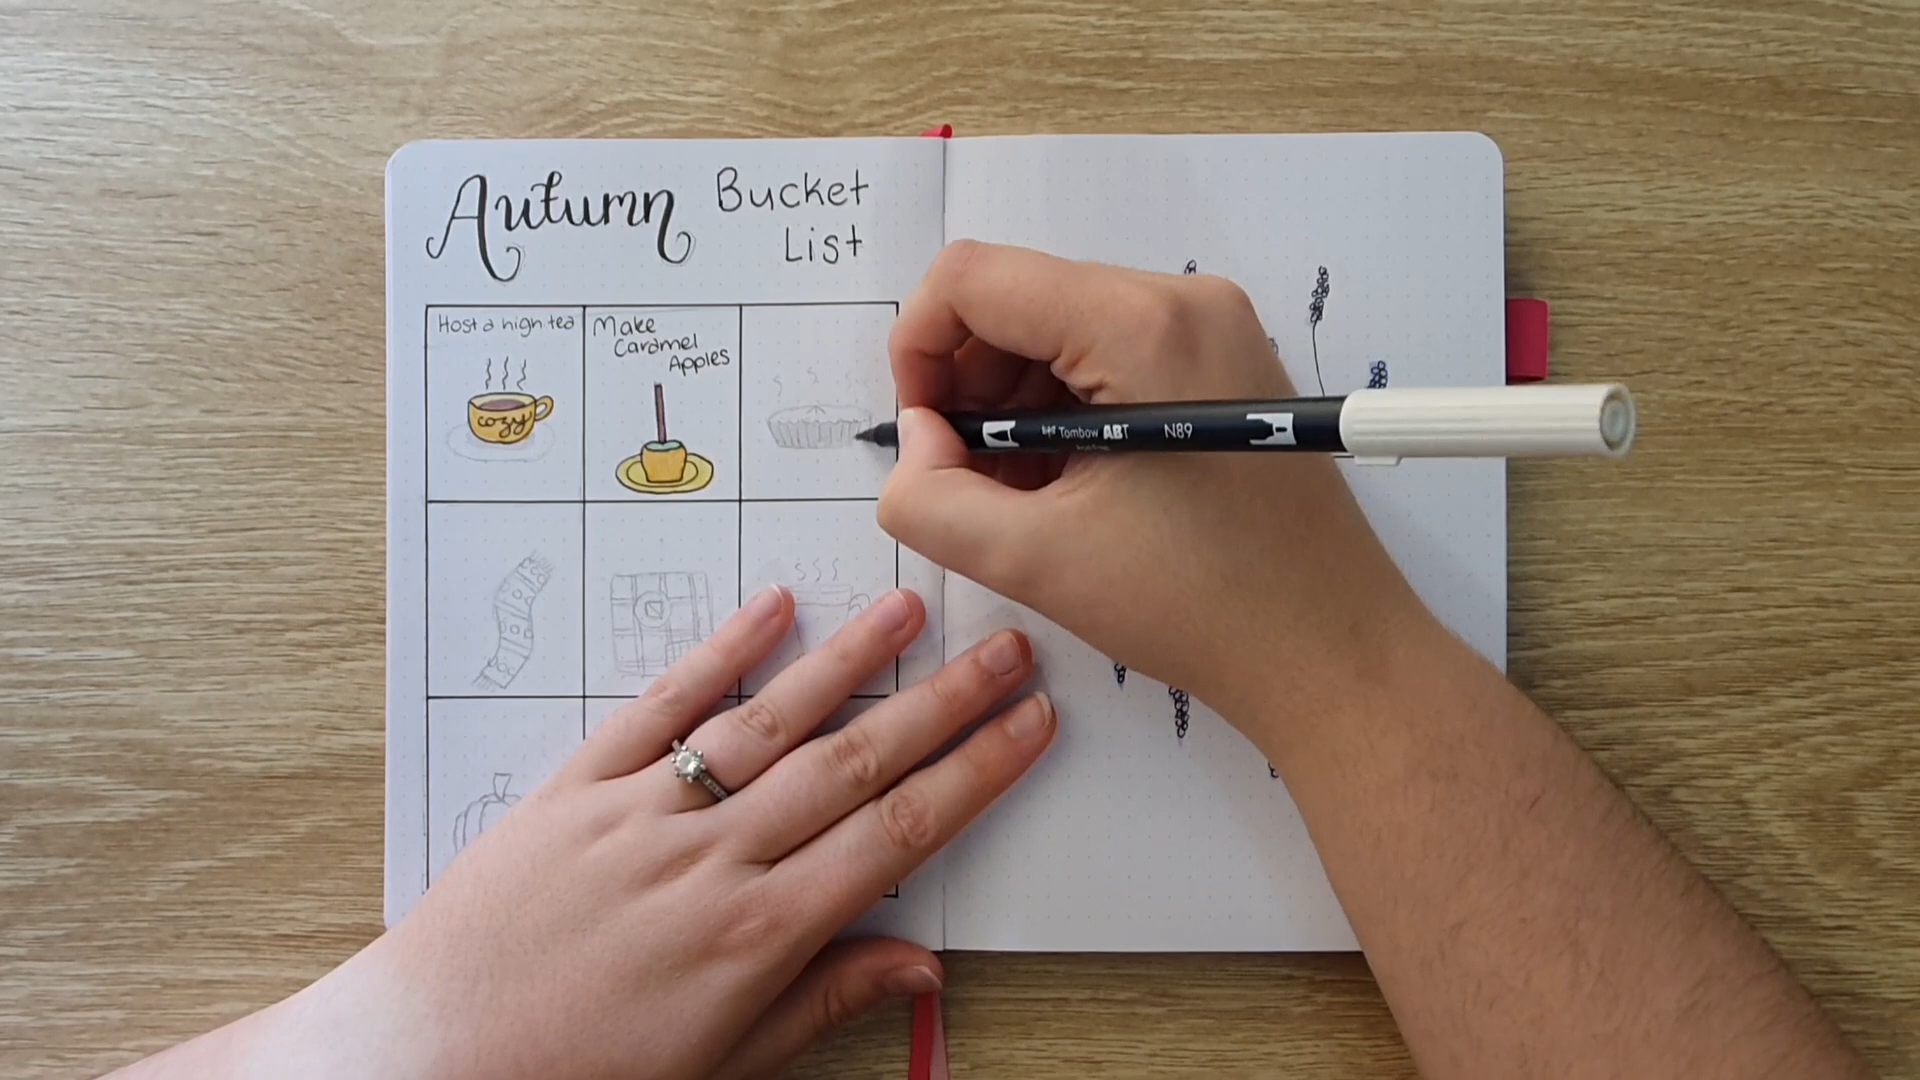 Autumn Bucket
List
Host a high tea
Make
Caramel
Apples
cozy
Tombow ABT N89